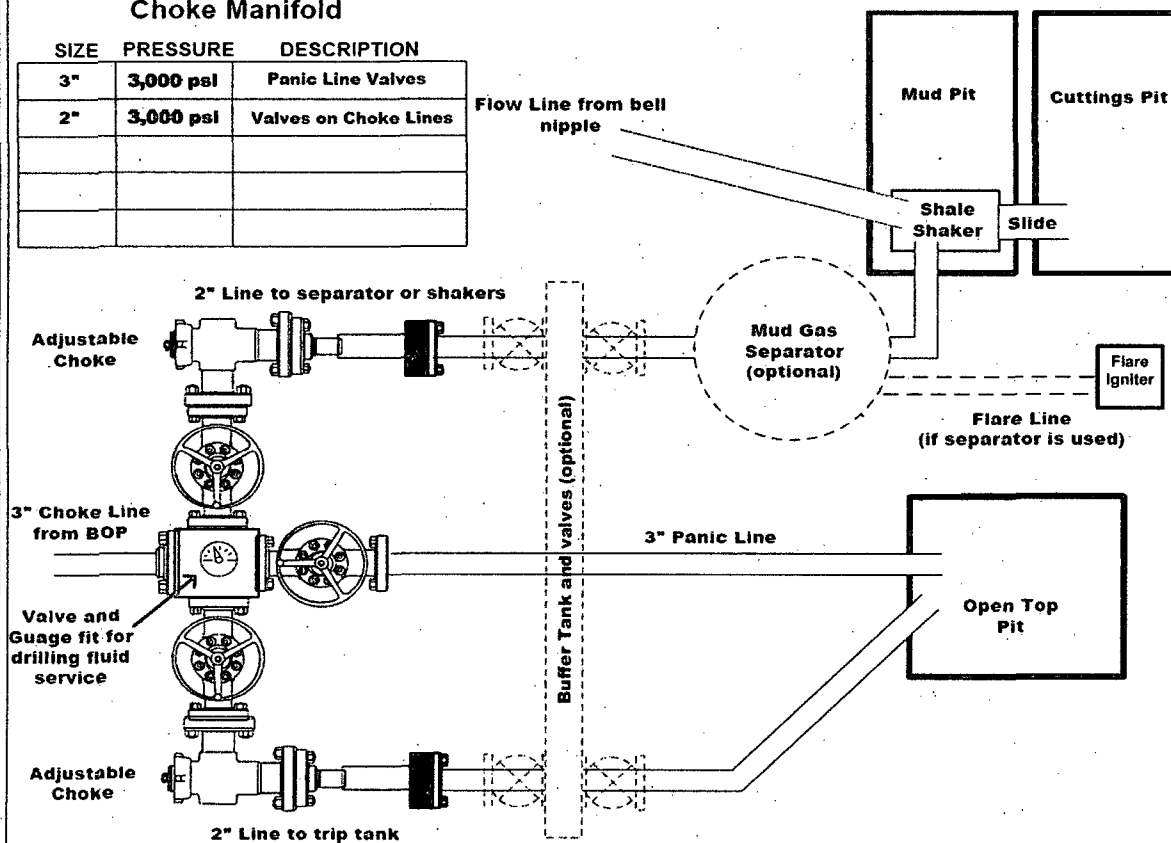 Choke Manifold
SIZE PRESSURE DESCRIPTION
3" 3,000 psi Panic Line Valves
2" 3,000 psi Valves on Choke Lines
Flow Line from bell
nipple
Mud Pit
Cuttings Pit
Shale
Shaker
Slide
2" Line to separator or shakers
Adjustable
Choke
Mud Gas
Separator
(optional)
Flare
Igniter
Flare Line
(if separator is used)
Buffer Tank and valves (optional)
3" Choke Line
from BOP
3" Panic Line
Valve and
Guage fit for
drilling fluid
service
Open Top
Pit
Adjustable
Choke
2" Line to trip tank